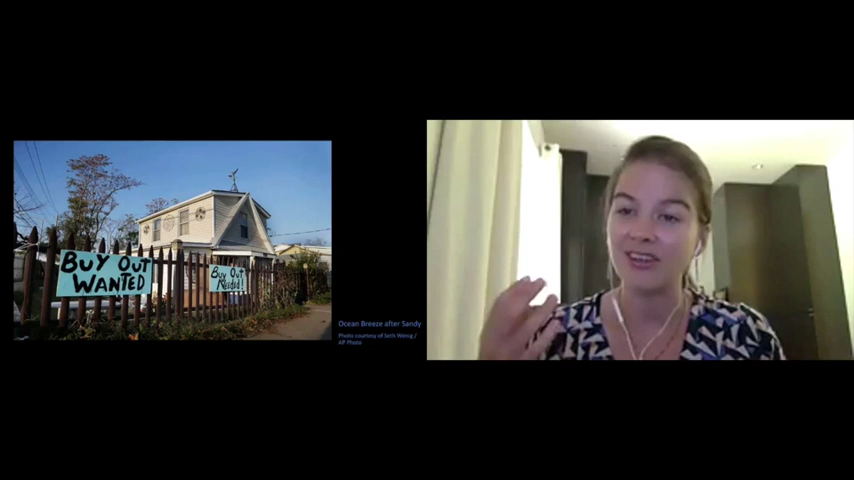 BUY OUT
WANTED
Buy Out
Needed!
Ocean Breeze after Sandy
Photo courtesy of Seth Wenig /
AP Photo